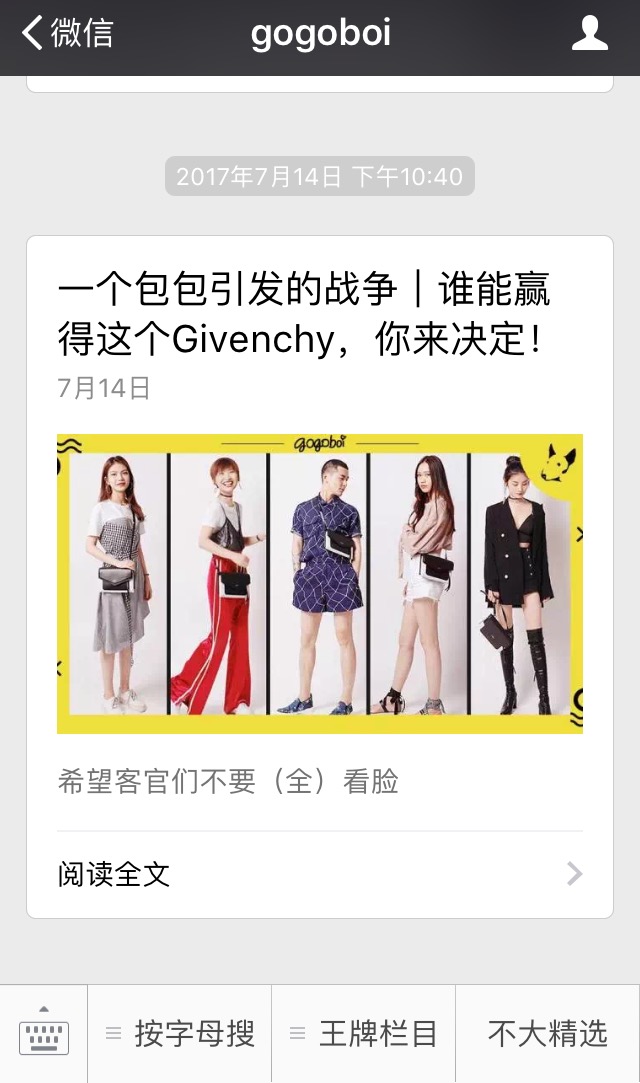 微信
gogoboi
2017年7月14日 下午10:40
一个包包引发的战争｜谁能赢
得这个Givenchy，你来决定！
7月14日
gogoboi
希望客官们不要（全）看脸
阅读全文
按字母搜
王牌栏目
不大精选